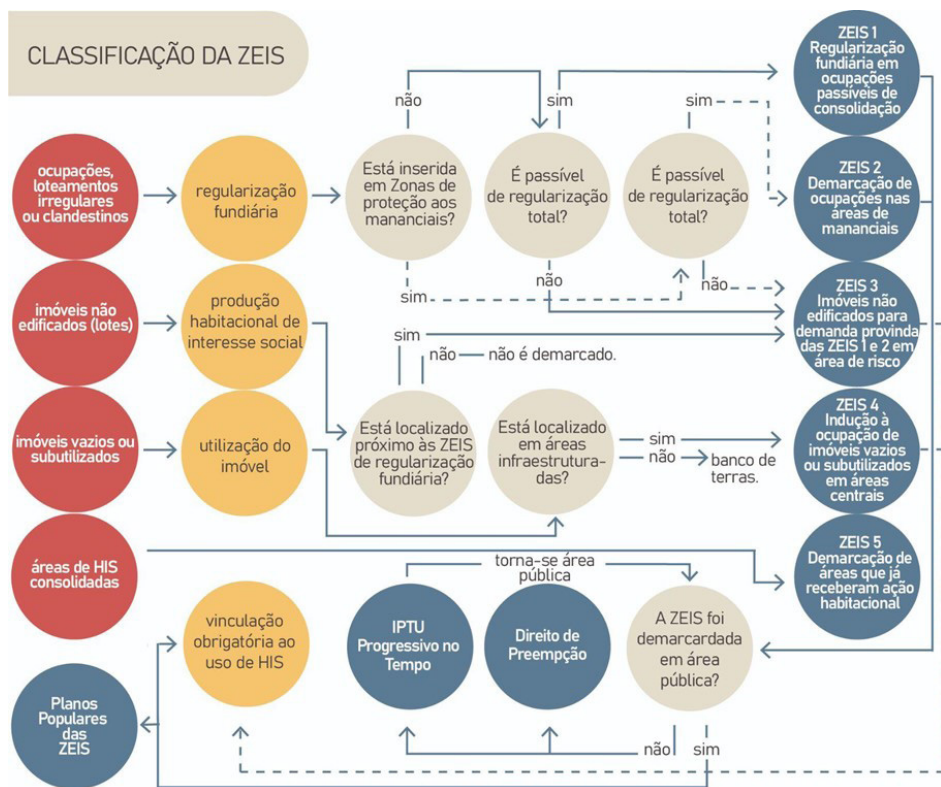 CLASSIFICAÇÃO DA ZEIS
ZEIS 1
Regularização
fundiária em
ocupações
passíveis de
consolidação
não
sim
sim
ocupações,
loteamentos
irregulares
ou clandestinos
regularização
fundiária
Está inserida
em Zonas de
proteção aos
mananciais?
É passível
de regularização
total?
É passível
de regularização
total?
ZEIS 2
Demarcação de
ocupações nas
áreas de
mananciais
sim
não
não
imóveis não
edificados (lotes)
produção
habitacional de
interesse social
ZEIS 3
Imóveis não
edificados para
demanda provinda
das ZEIS 1 e 2 em
área de risco
sim
não
não é demarcado.
imóveis vazios ou
subutilizados
utilização do
imóvel
Está localizado
próximo às ZEIS
de regularização
fundiária?
Está localizado
em áreas
infraestrutura-
das?
sim
não
banco de
terras.
ZEIS 4
Indução à
ocupação de
imóveis vazios
ou subutilizados
em áreas
centrais
áreas de HIS
consolidadas
ZEIS 5
Demarcação de
áreas que já
receberam ação
habitacional
torna-se área
pública
vinculação
obrigatória ao
uso de HIS
IPTU
Progressivo no
Tempo
Direito de
Preempção
A ZEIS foi
demarcardada
em área
pública?
Planos
Populares
das
ZEIS
não
sim